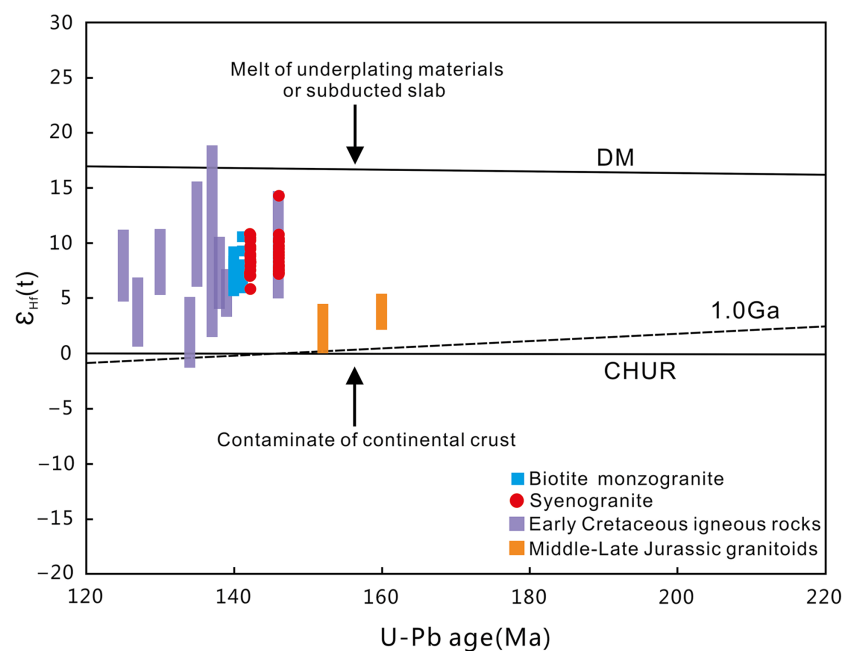 30
25
20
15
10
5
0
−5
−10
−15
−20
120
140
160
180
200
220
εHf(t)
U-Pb age(Ma)
Melt of underplating materials
or subducted slab
DM
1.0Ga
CHUR
Contaminate of continental crust
Biotite monzogranite
Syenogranite
Early Cretaceous igneous rocks
Middle-Late Jurassic granitoids